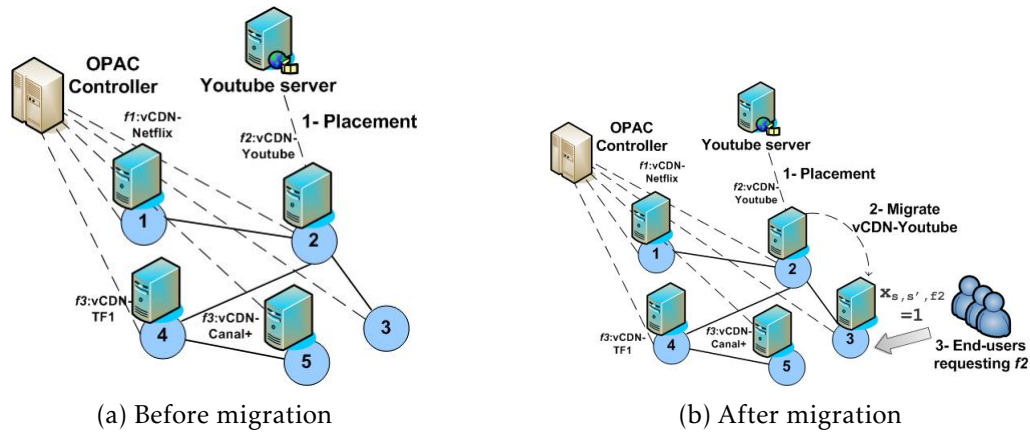 OPAC
Controller
Youtube server
f1:vCDN-
Netflix
1- Placement
f2:vCDN-
Youtube
1
2
f3:vCDN-
TF1
4
f3:vCDN-
Canal+
3
5
(a) Before migration
OPAC
Controller
Youtube server
f1:vCDN-
Netflix
1- Placement
f2:vCDN-
Youtube
2- Migrate
vCDN-Youtube
1
2
x s,s',f2
=1
f3:vCDN-
TF1
4
f3:vCDN-
Canal+
3
5
3- End-users
requesting f2
(b) After migration